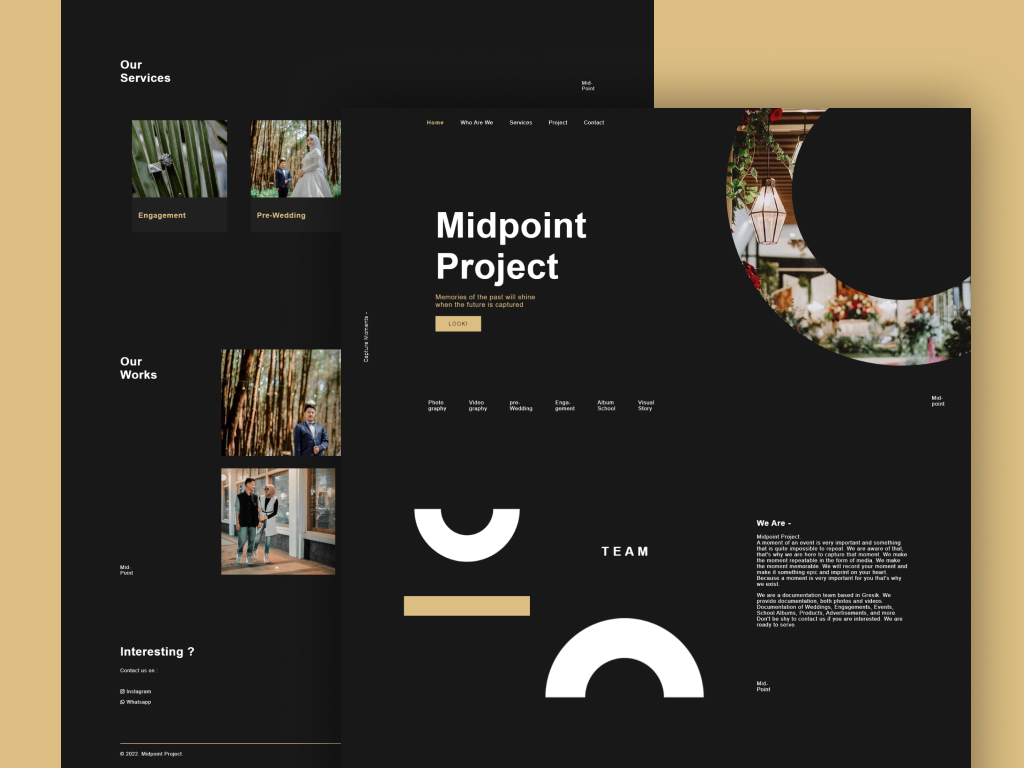 Our
Services
Mid-
Point
Engagement
Pre-Wedding
Our
Works
Mid-
Point
Interesting ?
Contact us on :
Instagram
Whatsapp
© 2022 Midpoint Project
Home Who Are We Services Project Contact
Midpoint
Project
Memories of the past will shine
when the future is captured
LOOK!
Capture Moments -
Photo
graphy
Video
graphy
pre-
Wedding
Enga-
gement
Album
School
Visual
Story
Mid-
point
TEAM
We Are -
Midpoint Project.
A moment of an event is very important and something
that is quite impossible to repeat. We are aware of that,
that's why we are here to capture that moment. We make
the moment repeatable in the form of media. We make
the moment memorable. We will record your moment and
make it something epic and imprint on your heart.
Because a moment is very important for you that's why
we exist.
We are a documentation team based in Gresik. We
provide documentation, both photos and videos.
Documentation of Weddings, Engagements, Events,
School Albums, Products, Advertisements, and more.
Don't be shy to contact us if you are interested. We are
ready to serve.
Mid-
Point